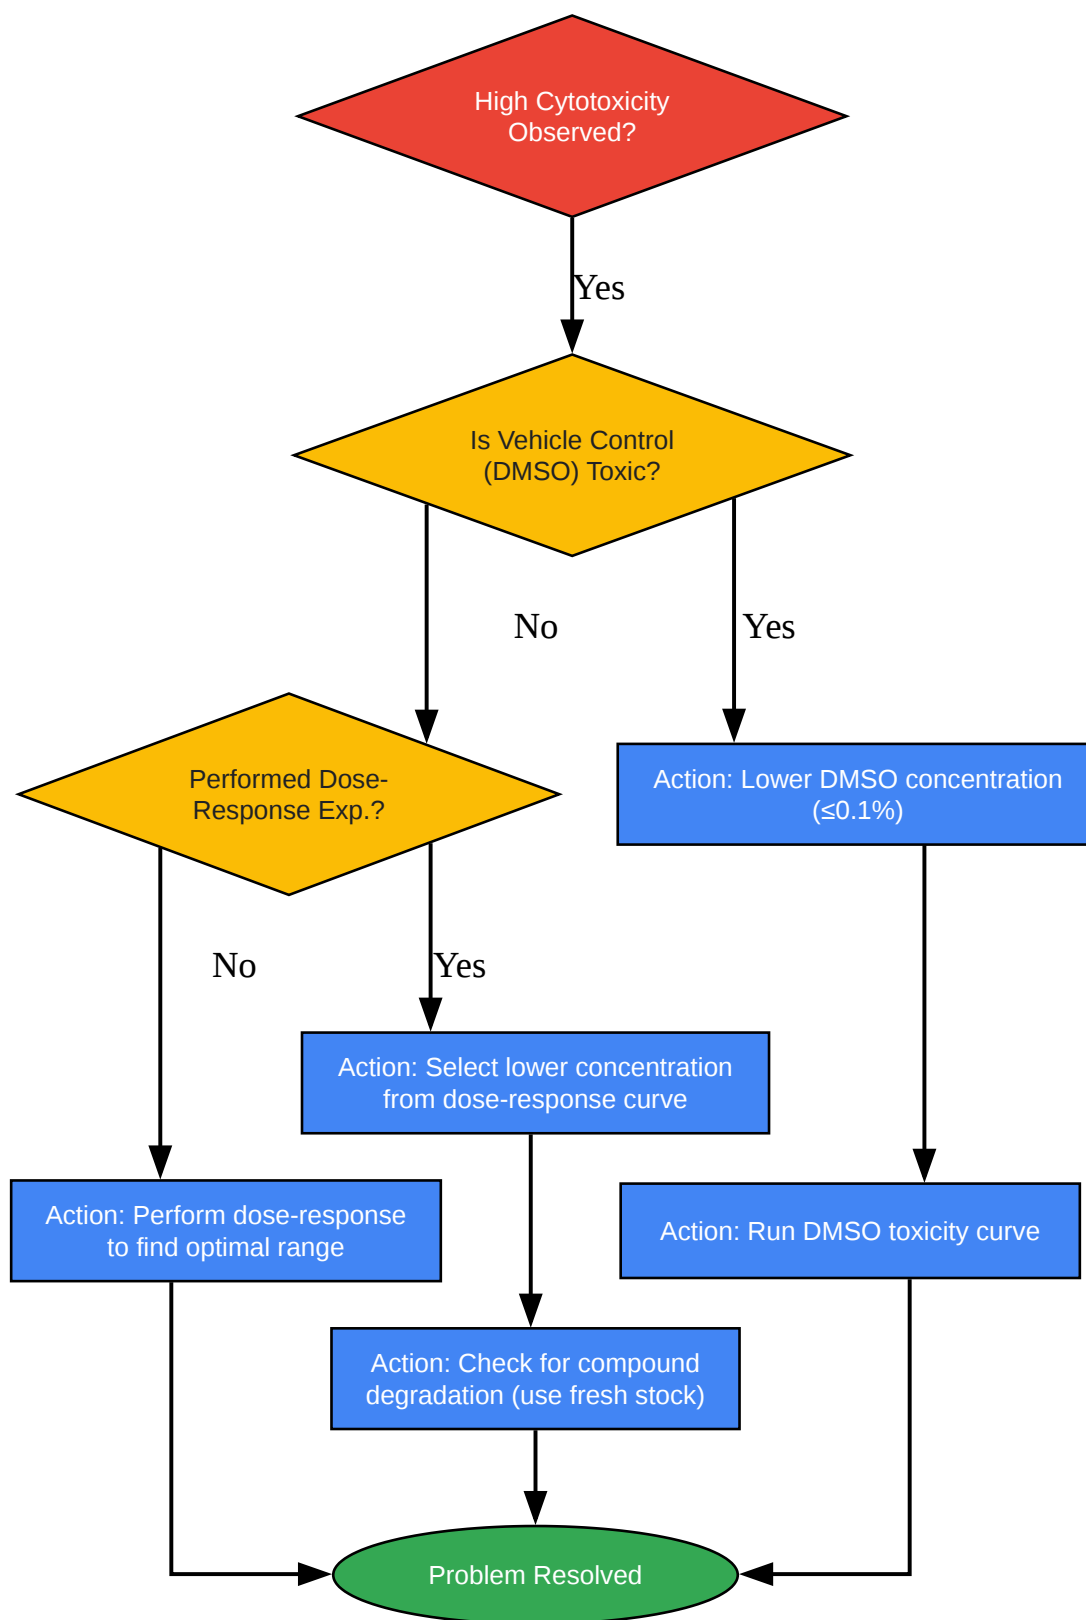 High Cytotoxicity
Observed?
Yes
Is Vehicle Control
(DMSO) Toxic?
No
Yes
Performed Dose-
Response Exp.?
Action: Lower DMSO concentration
(≤0.1%)
No
Yes
Action: Select lower concentration
from dose-response curve
Action: Perform dose-response
to find optimal range
Action: Run DMSO toxicity curve
Action: Check for compound
degradation (use fresh stock)
Problem Resolved